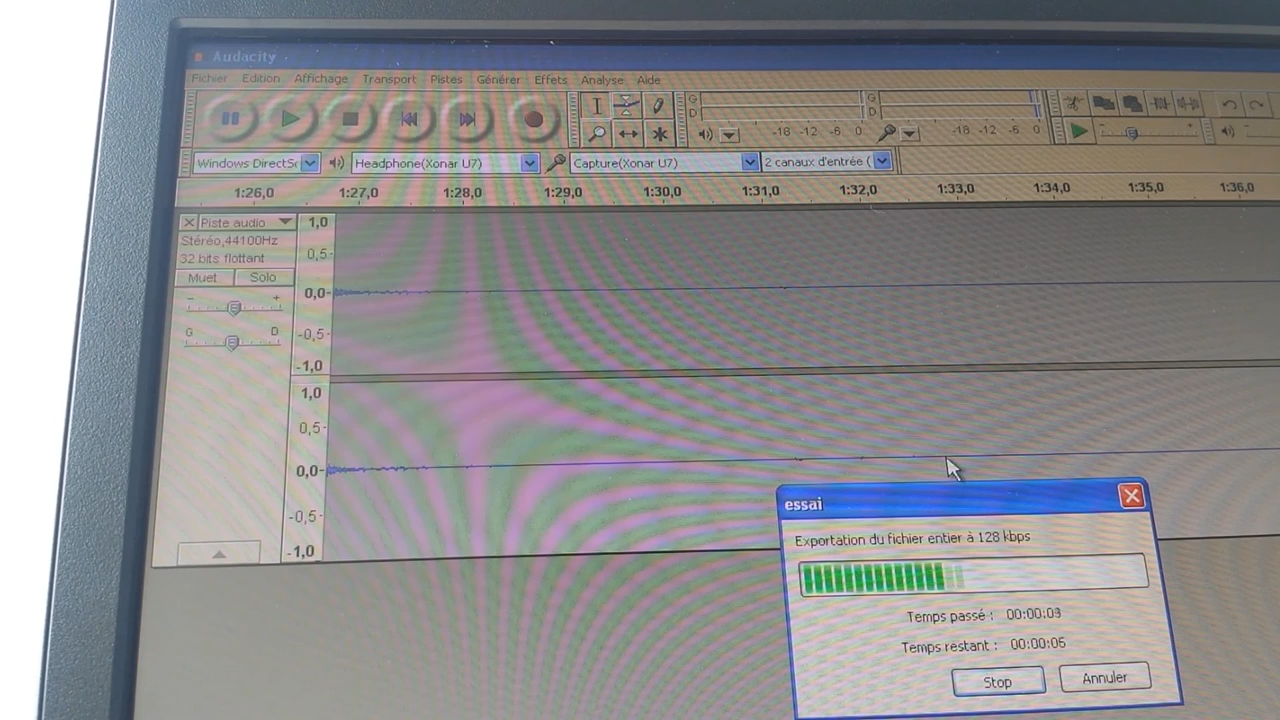 Audacity
Fichier Edition Affichage Transport Pistes Générer Effets Analyse Aide
G
D
-18 -12 -6 0
G
D
-18 -12 -6 0
Windows DirectSo Headphone(Xonar U7) Capture(Xonar U7) 2 canaux d'entrée (
1:26,0 1:27,0 1:28,0 1:29,0 1:30,0 1:31,0 1:32,0 1:33,0 1:34,0 1:35,0 1:36,0
Piste audio
Stéréo,44100Hz
32 bits flottant
Muet Solo
- +
G D
1,0
0,5-
0,0-
-0,5-
-1,0
1,0
0,5-
0,0-
-0,5-
-1,0
essai
Exportation du fichier entier à 128 kbps
Temps passé : 00:00:03
Temps restant : 00:00:05
Stop Annuler